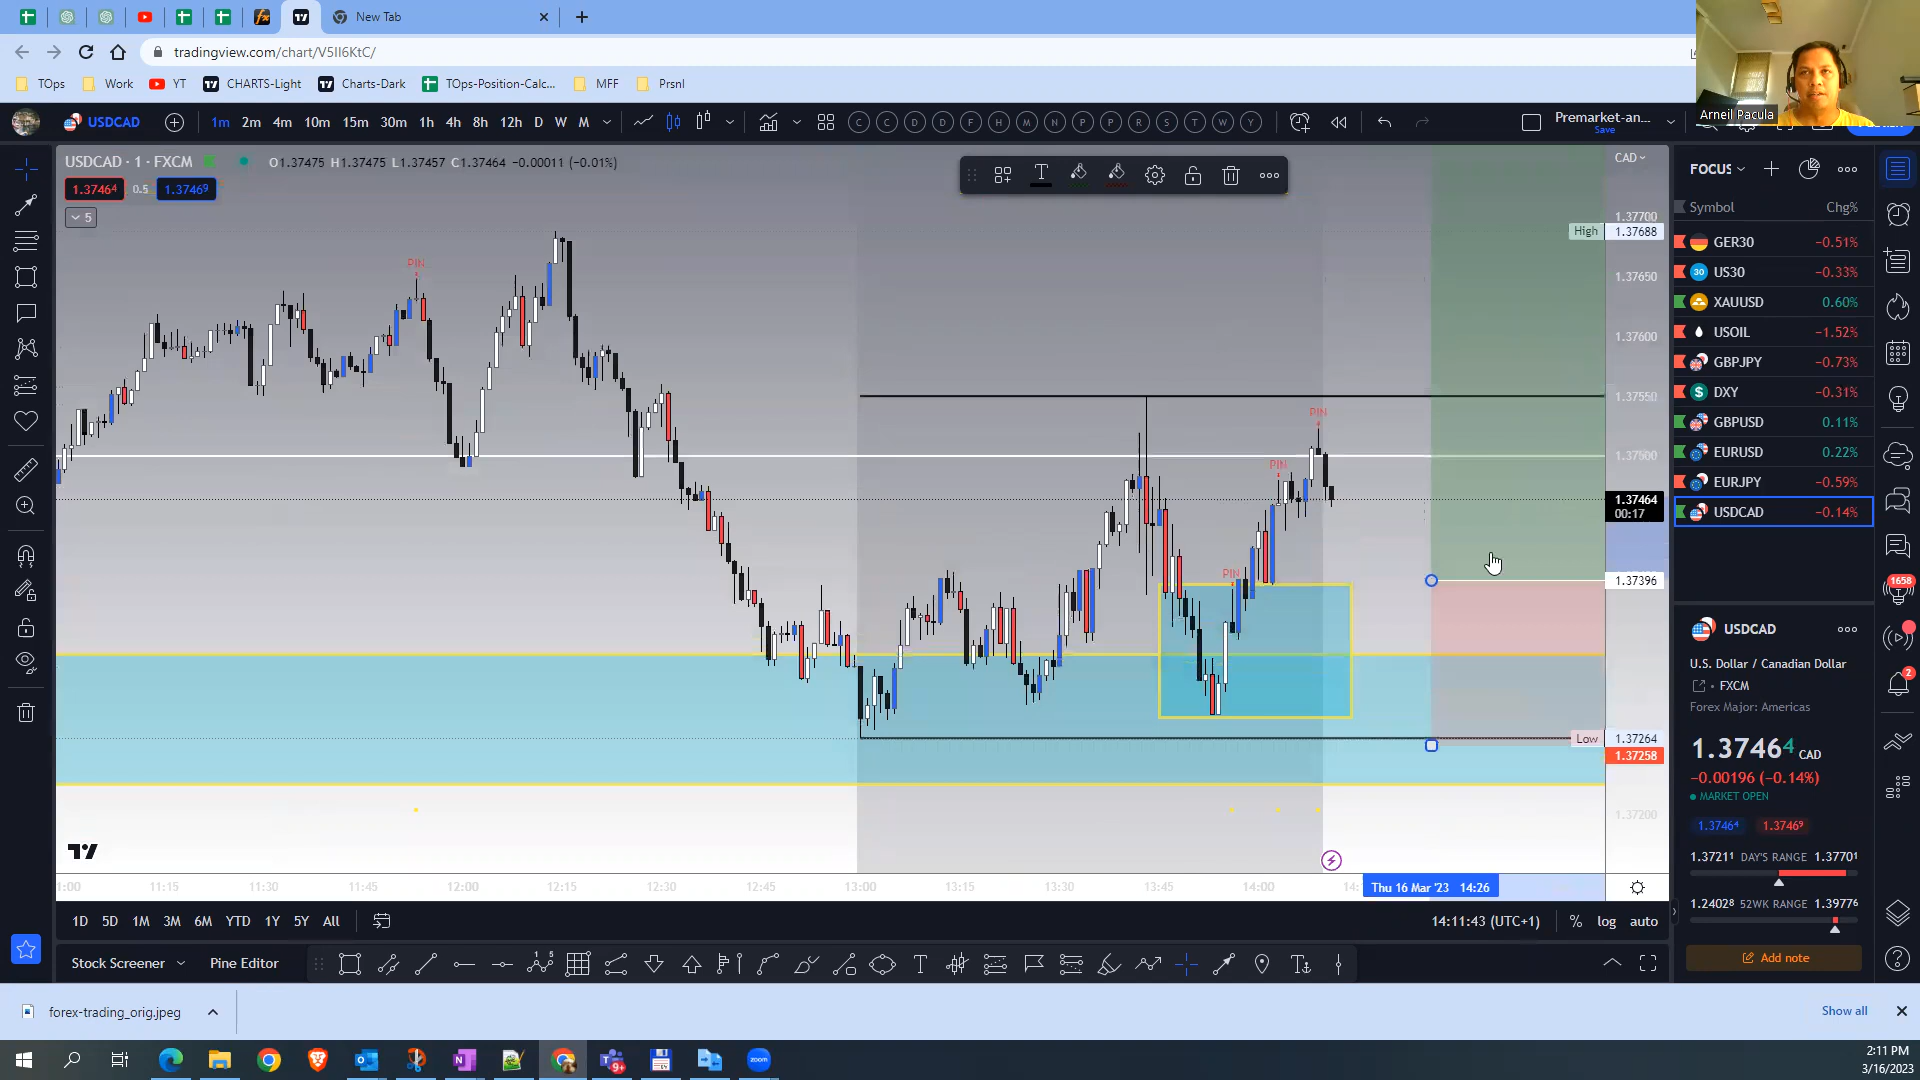 New Tab
tradingview.com/chart/V5II6KtC/
TOps
Work
YT
CHARTS-Light
Charts-Dark
TOps-Position-Calc...
MFF
Prsnl
Arneil Pacula
USDCAD
1m 2m 4m 10m 15m 30m 1h 4h 8h 12h D W M
C C D D F H M N P P R S T W Y
Premarket-an...
Save
USDCAD · 1 · FXCM
O1.37475 H1.37475 L1.37457 C1.37464 −0.00011 (−0.01%)
1.37464 0.5 1.37469
5
CAD
1.37700
High 1.37688
1.37650
1.37600
1.37550
1.37500
1.37464
00:17
1.37396
Low 1.37264
1.37258
1.37200
PIN
PIN
PIN
PIN
1:00 11:15 11:30 11:45 12:00 12:15 12:30 12:45 13:00 13:15 13:30 13:45 14:00 14:
Thu 16 Mar '23 14:26
1D 5D 1M 3M 6M YTD 1Y 5Y All
14:11:43 (UTC+1) % log auto
Stock Screener
Pine Editor
FOCUS
Symbol Chg%
GER30 −0.51%
US30 −0.33%
XAUUSD 0.60%
USOIL −1.52%
GBPJPY −0.73%
DXY −0.31%
GBPUSD 0.11%
EURUSD 0.22%
EURJPY −0.59%
USDCAD −0.14%
USDCAD
U.S. Dollar / Canadian Dollar
FXCM
Forex Major: Americas
1.37464 CAD
−0.00196 (−0.14%)
MARKET OPEN
1.37464 1.37469
1.37211 DAY'S RANGE 1.37701
1.24028 52WK RANGE 1.39776
Add note
1658
2
forex-trading_orig.jpeg
Show all
9+
zoom
2:11 PM
3/16/2023